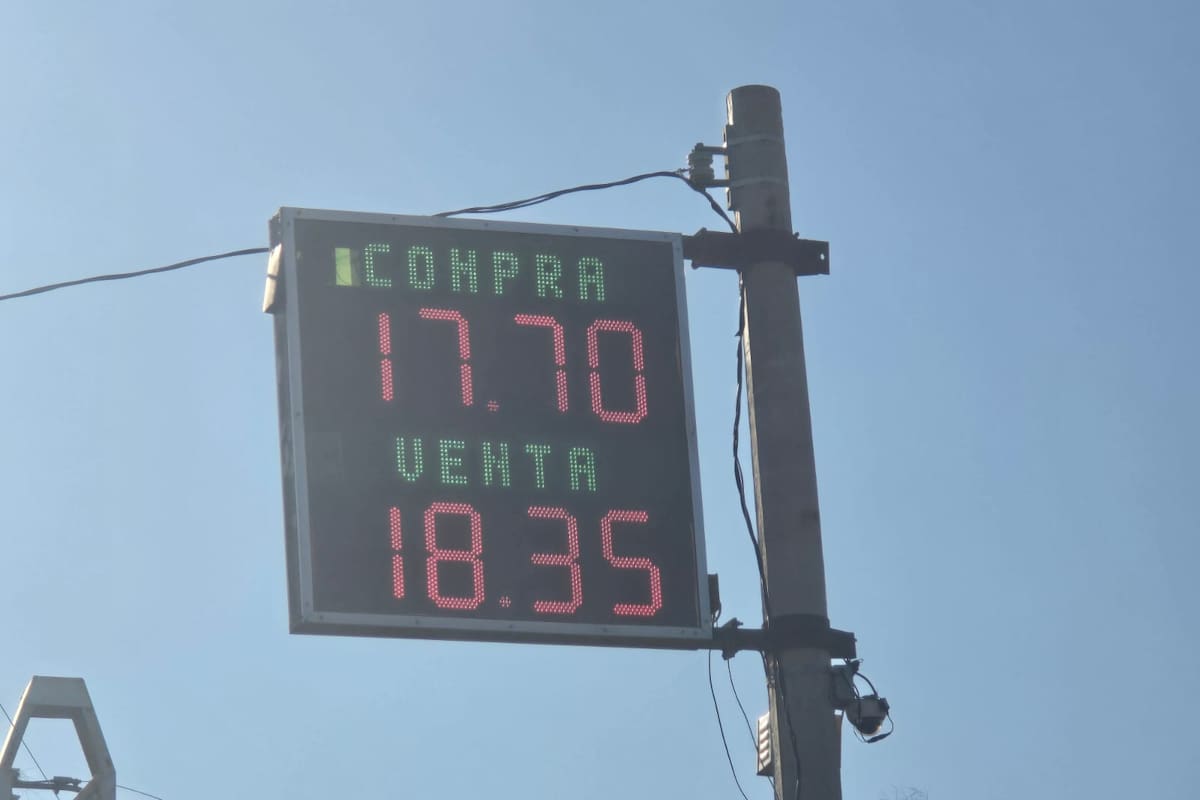 COMPRA
17.70
VENTA
18.35